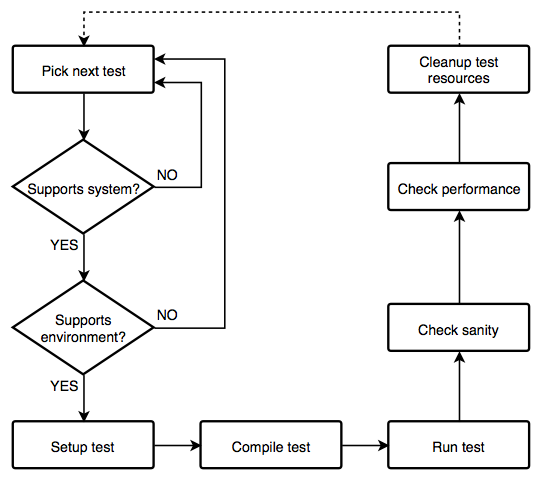 Pick next test
Supports system?
NO
YES
Supports
environment?
NO
YES
Setup test
Compile test
Run test
Check sanity
Check performance
Cleanup test
resources